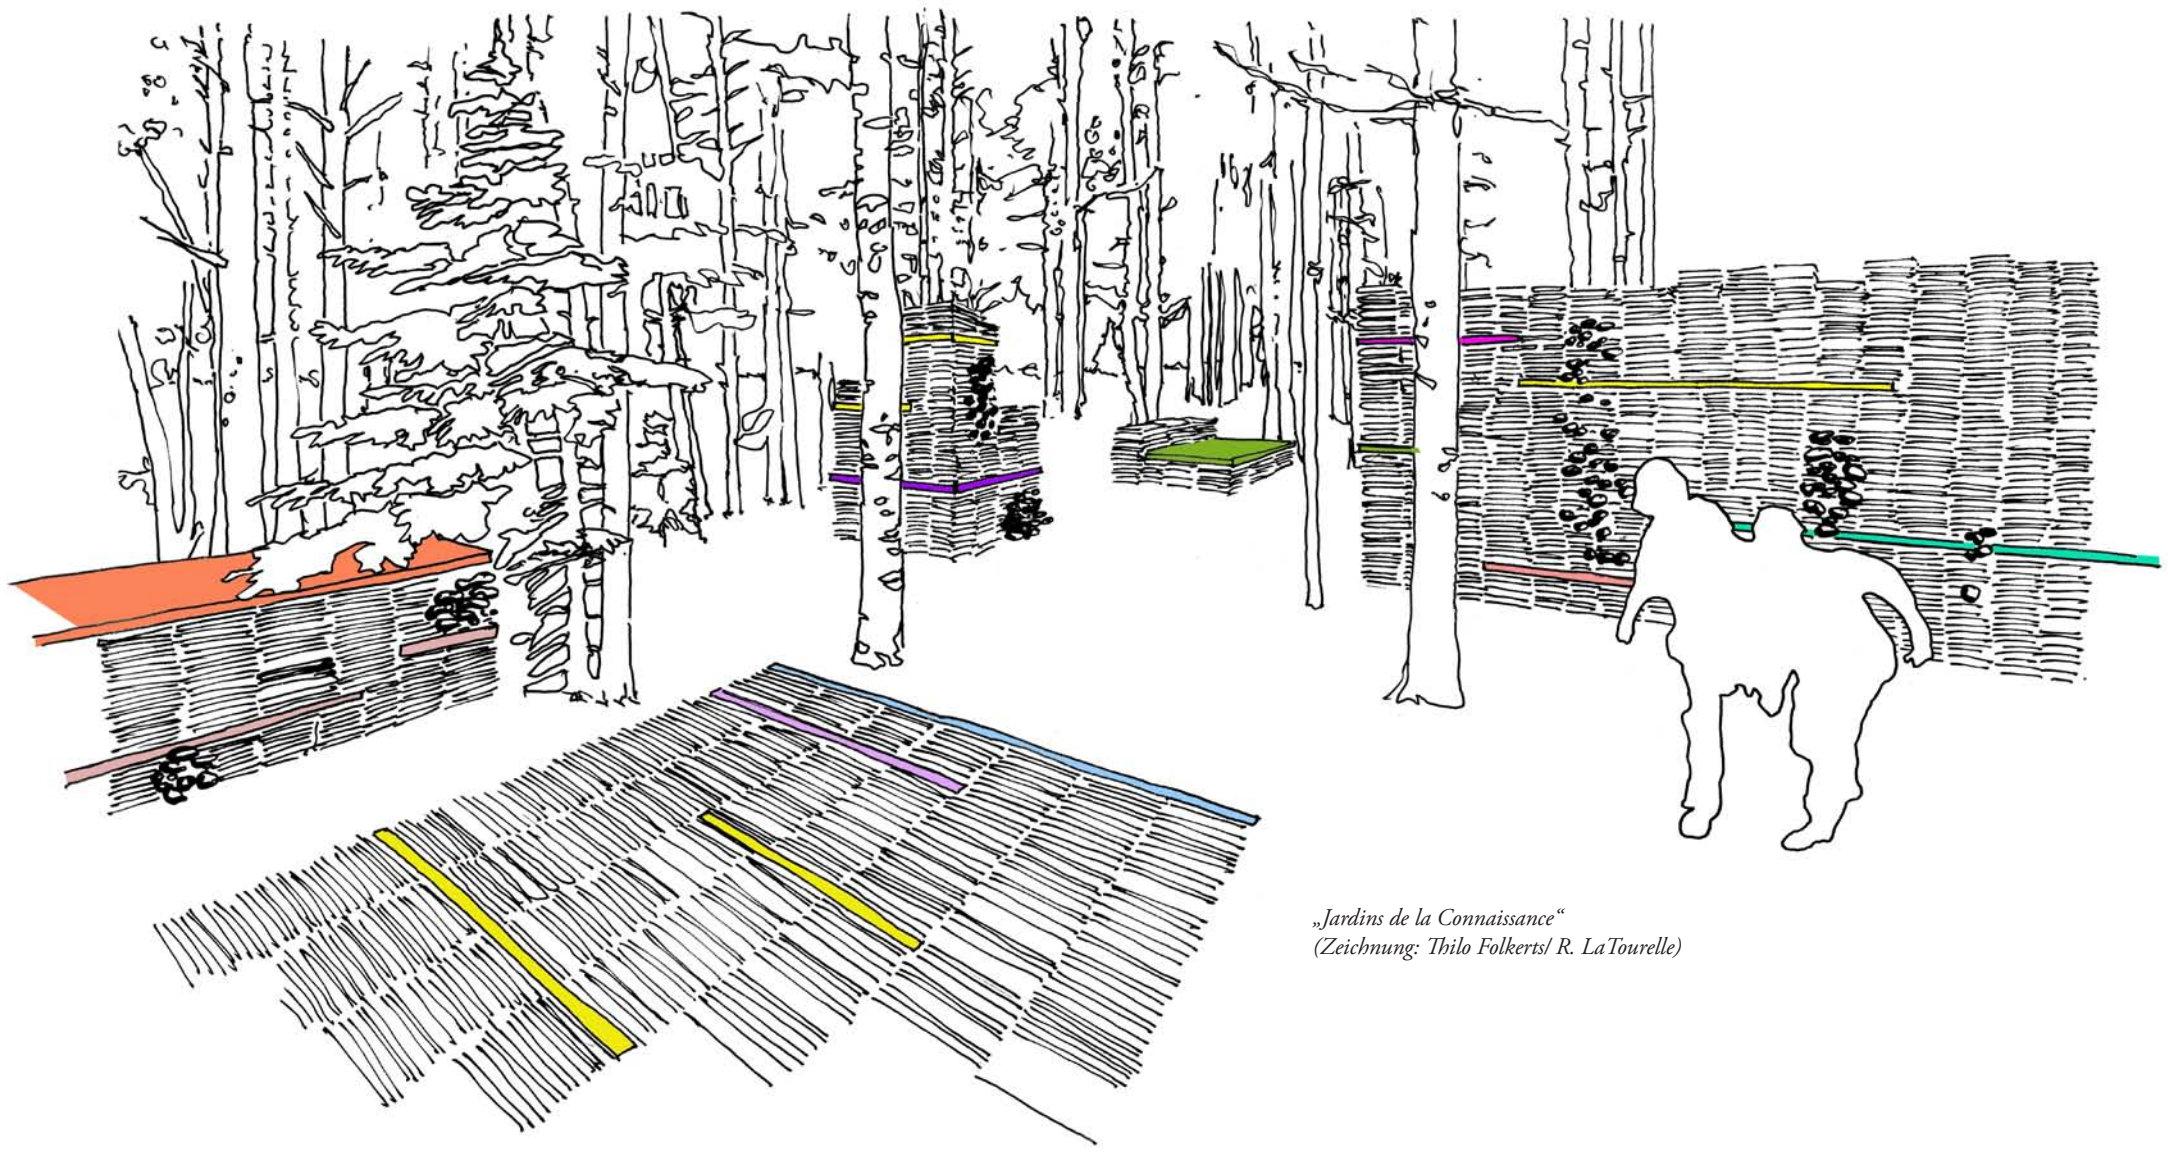 „Jardins de la Connaissance“
(Zeichnung: Thilo Folkerts/ R. LaTourelle)